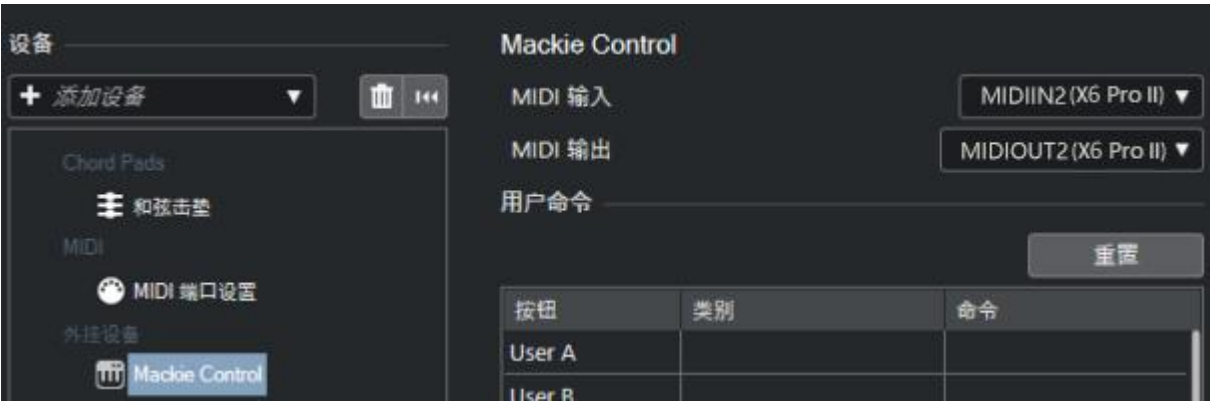 设备
添加设备
Chord Pads
和弦击垫
MIDI
MIDI 端口设置
外挂设备
Mackie Control
Mackie Control
MIDI 输入
MIDIIN2(X6 Pro II)
MIDI 输出
MIDIOUT2(X6 Pro II)
用户命令
重置
按钮 类别 命令
User A
User B